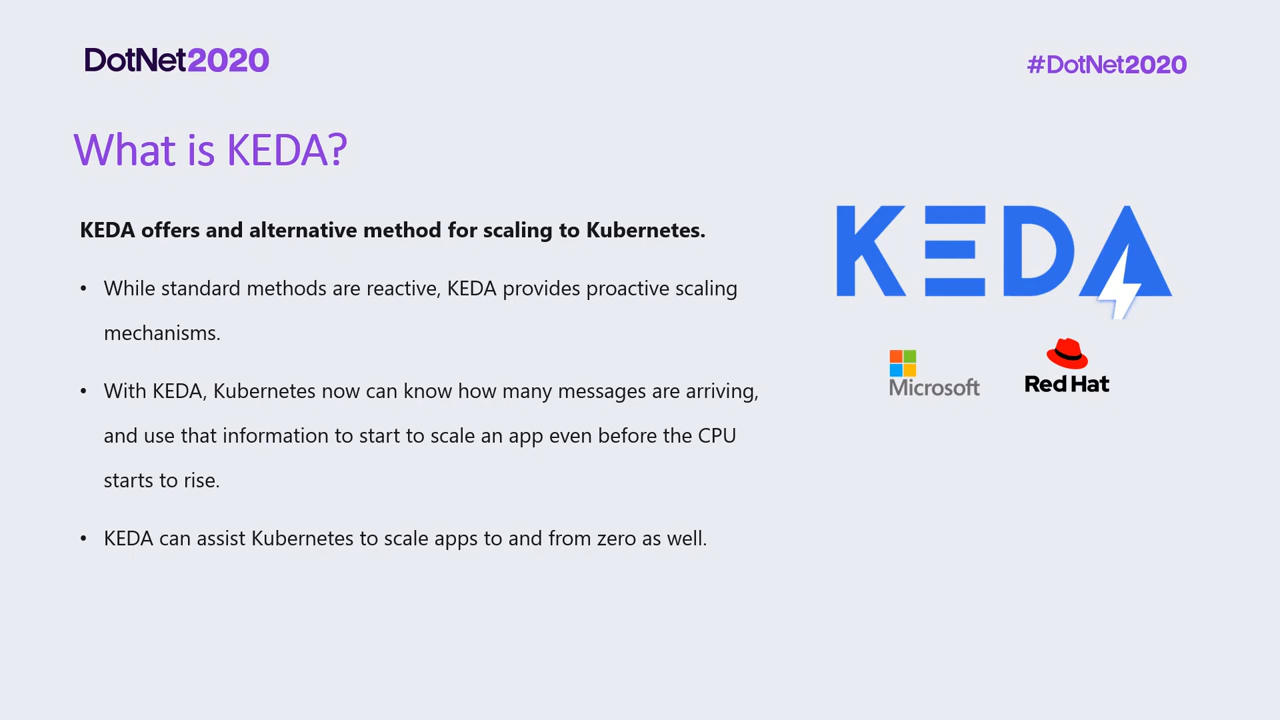 DotNet2020
#DotNet2020
What is KEDA?
KEDA offers and alternative method for scaling to Kubernetes.
• While standard methods are reactive, KEDA provides proactive scaling
mechanisms.
• With KEDA, Kubernetes now can know how many messages are arriving,
and use that information to start to scale an app even before the CPU
starts to rise.
• KEDA can assist Kubernetes to scale apps to and from zero as well.
KEDA
Microsoft
Red Hat